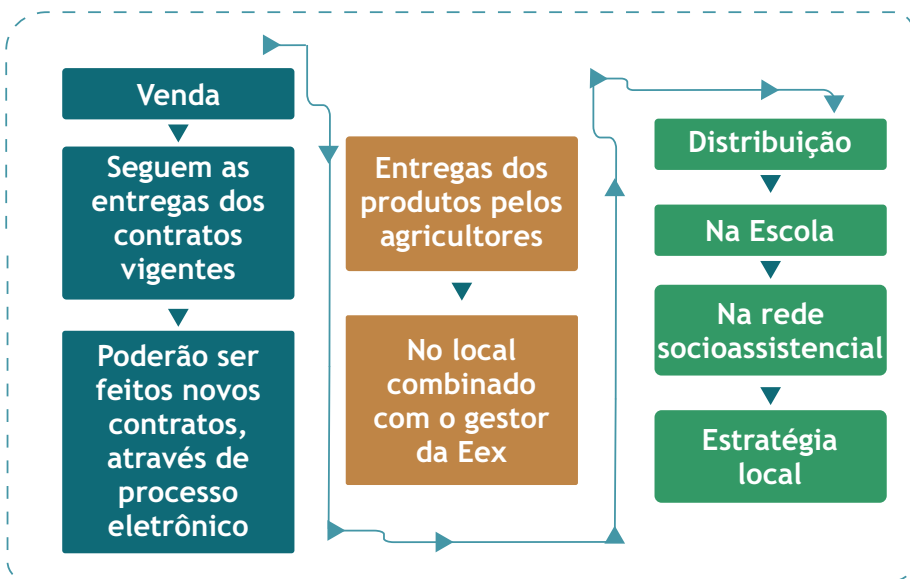 Venda
Seguem as
entregas dos
contratos
vigentes
Poderão ser
feitos novos
contratos,
através de
processo
eletrônico
Entregas dos
produtos pelos
agricultores
No local
combinado
com o gestor
da Eex
Distribuição
Na Escola
Na rede
socioassistencial
Estratégia
local